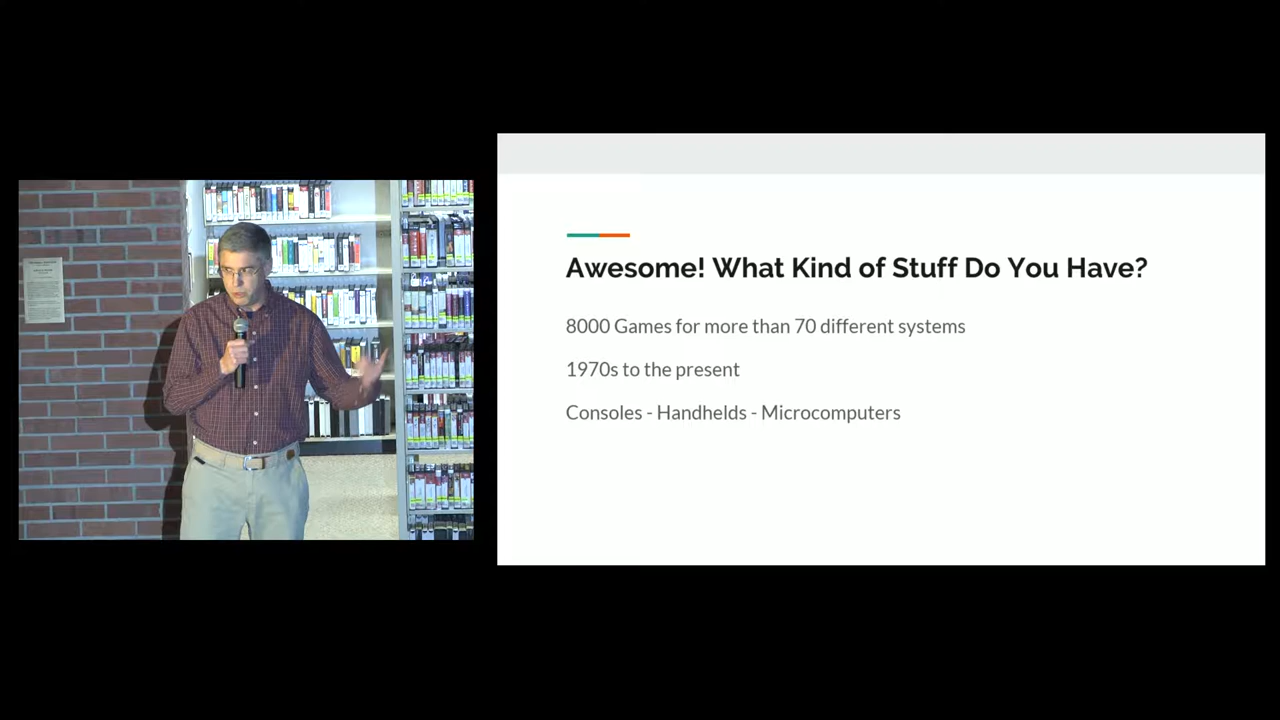 Awesome! What Kind of Stuff Do You Have?
8000 Games for more than 70 different systems
1970s to the present
Consoles - Handhelds - Microcomputers